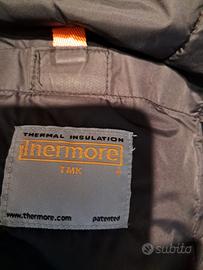 THERMAL INSULATION
Thermore
TMK
www.thermore.com patented
subito